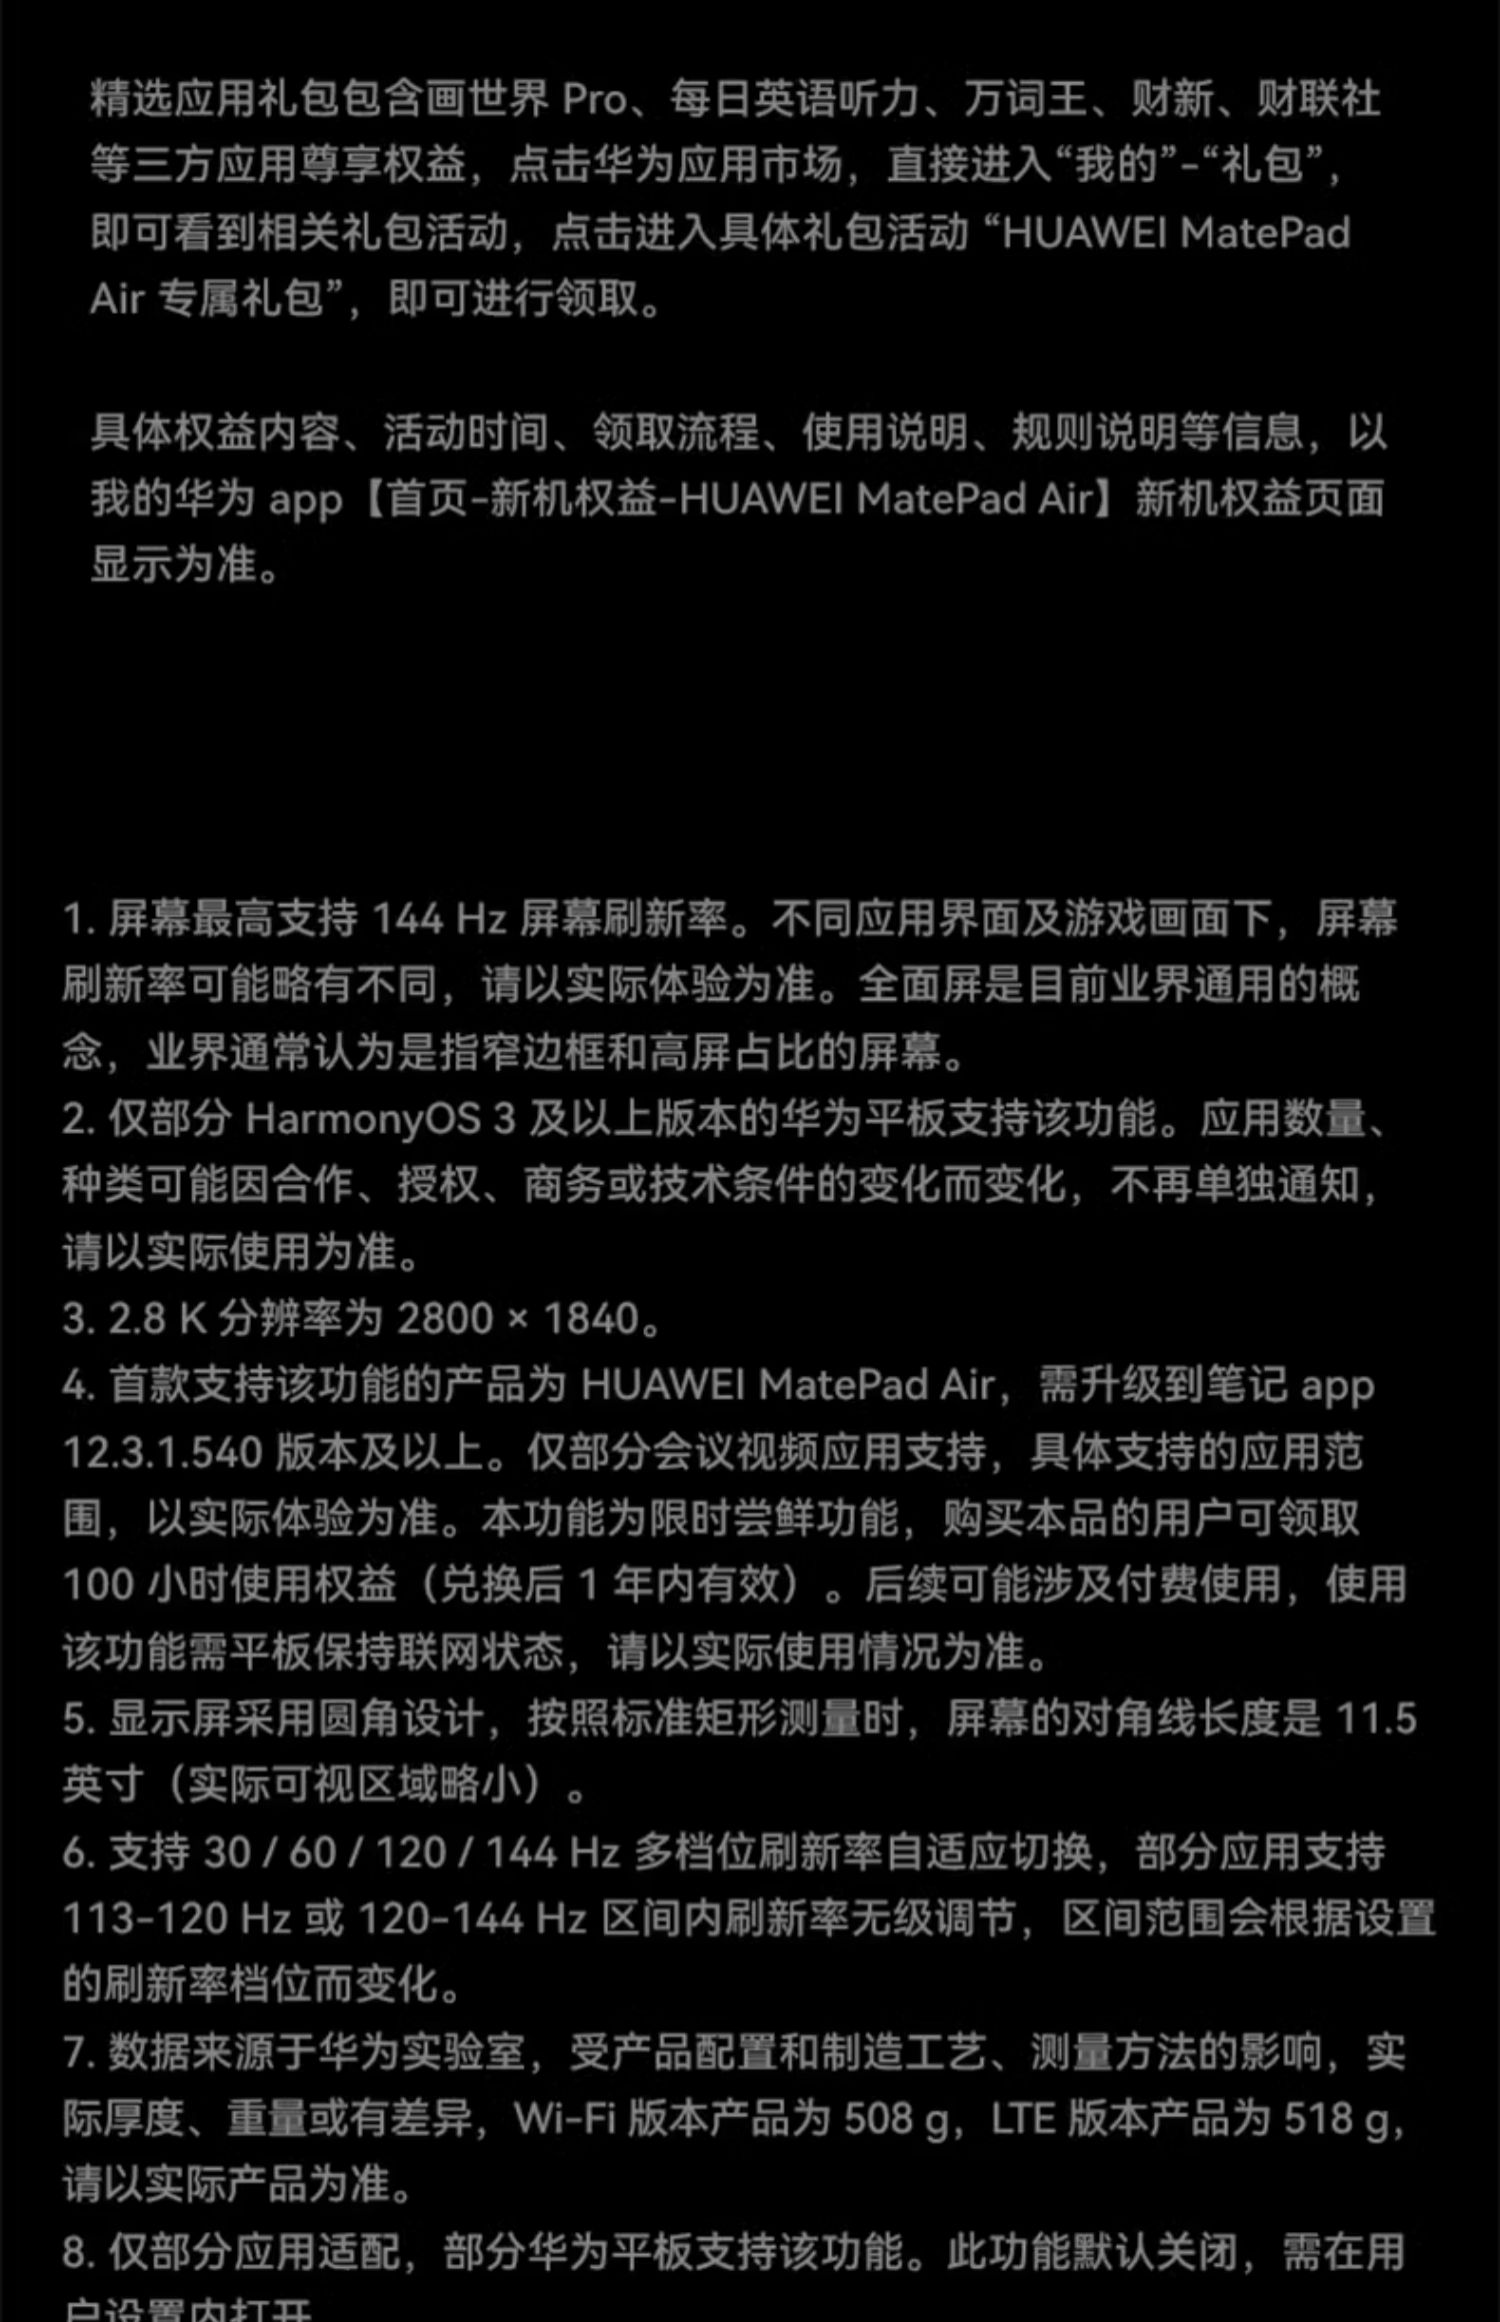 精选应用礼包包含画世界 Pro、每日英语听力、万词王、财新、财联社
等三方应用尊享权益，点击华为应用市场，直接进入“我的”-“礼包”，
即可看到相关礼包活动，点击进入具体礼包活动 “HUAWEI MatePad
Air 专属礼包”，即可进行领取。
具体权益内容、活动时间、领取流程、使用说明、规则说明等信息，以
我的华为 app【首页-新机权益-HUAWEI MatePad Air】新机权益页面
显示为准。
1. 屏幕最高支持 144 Hz 屏幕刷新率。不同应用界面及游戏画面下，屏幕
刷新率可能略有不同，请以实际体验为准。全面屏是目前业界通用的概
念，业界通常认为是指窄边框和高屏占比的屏幕。
2. 仅部分 HarmonyOS 3 及以上版本的华为平板支持该功能。应用数量、
种类可能因合作、授权、商务或技术条件的变化而变化，不再单独通知，
请以实际使用为准。
3. 2.8 K 分辨率为 2800 × 1840。
4. 首款支持该功能的产品为 HUAWEI MatePad Air，需升级到笔记 app
12.3.1.540 版本及以上。仅部分会议视频应用支持，具体支持的应用范
围，以实际体验为准。本功能为限时尝鲜功能，购买本品的用户可领取
100 小时使用权益（兑换后 1 年内有效）。后续可能涉及付费使用，使用
该功能需平板保持联网状态，请以实际使用情况为准。
5. 显示屏采用圆角设计，按照标准矩形测量时，屏幕的对角线长度是 11.5
英寸（实际可视区域略小）。
6. 支持 30 / 60 / 120 / 144 Hz 多档位刷新率自适应切换，部分应用支持
113-120 Hz 或 120-144 Hz 区间内刷新率无级调节，区间范围会根据设置
的刷新率档位而变化。
7. 数据来源于华为实验室，受产品配置和制造工艺、测量方法的影响，实
际厚度、重量或有差异，Wi-Fi 版本产品为 508 g，LTE 版本产品为 518 g，
请以实际产品为准。
8. 仅部分应用适配，部分华为平板支持该功能。此功能默认关闭，需在用
户设置内打开